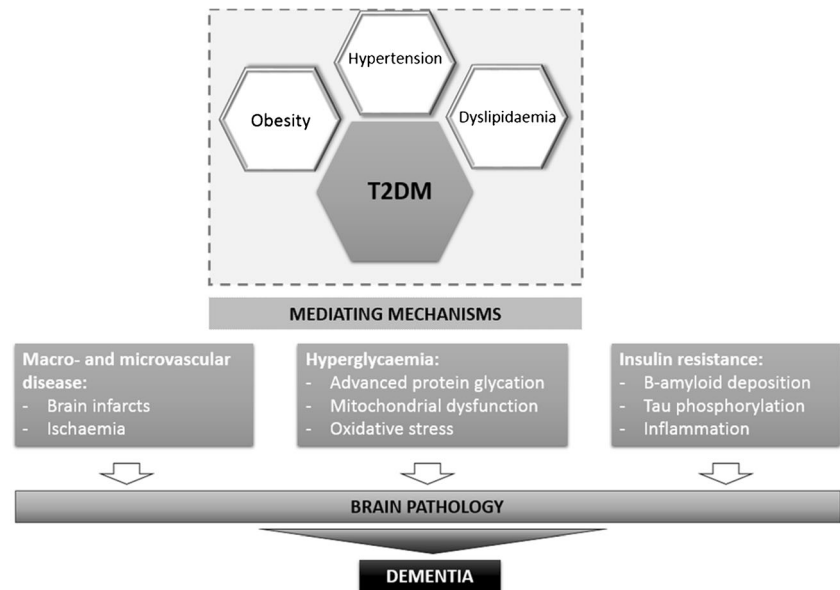 Hypertension
Obesity
Dyslipidaemia
T2DM
MEDIATING MECHANISMS
Macro- and microvascular
disease:
- Brain infarcts
- Ischaemia
Hyperglycaemia:
- Advanced protein glycation
- Mitochondrial dysfunction
- Oxidative stress
Insulin resistance:
- B-amyloid deposition
- Tau phosphorylation
- Inflammation
BRAIN PATHOLOGY
DEMENTIA